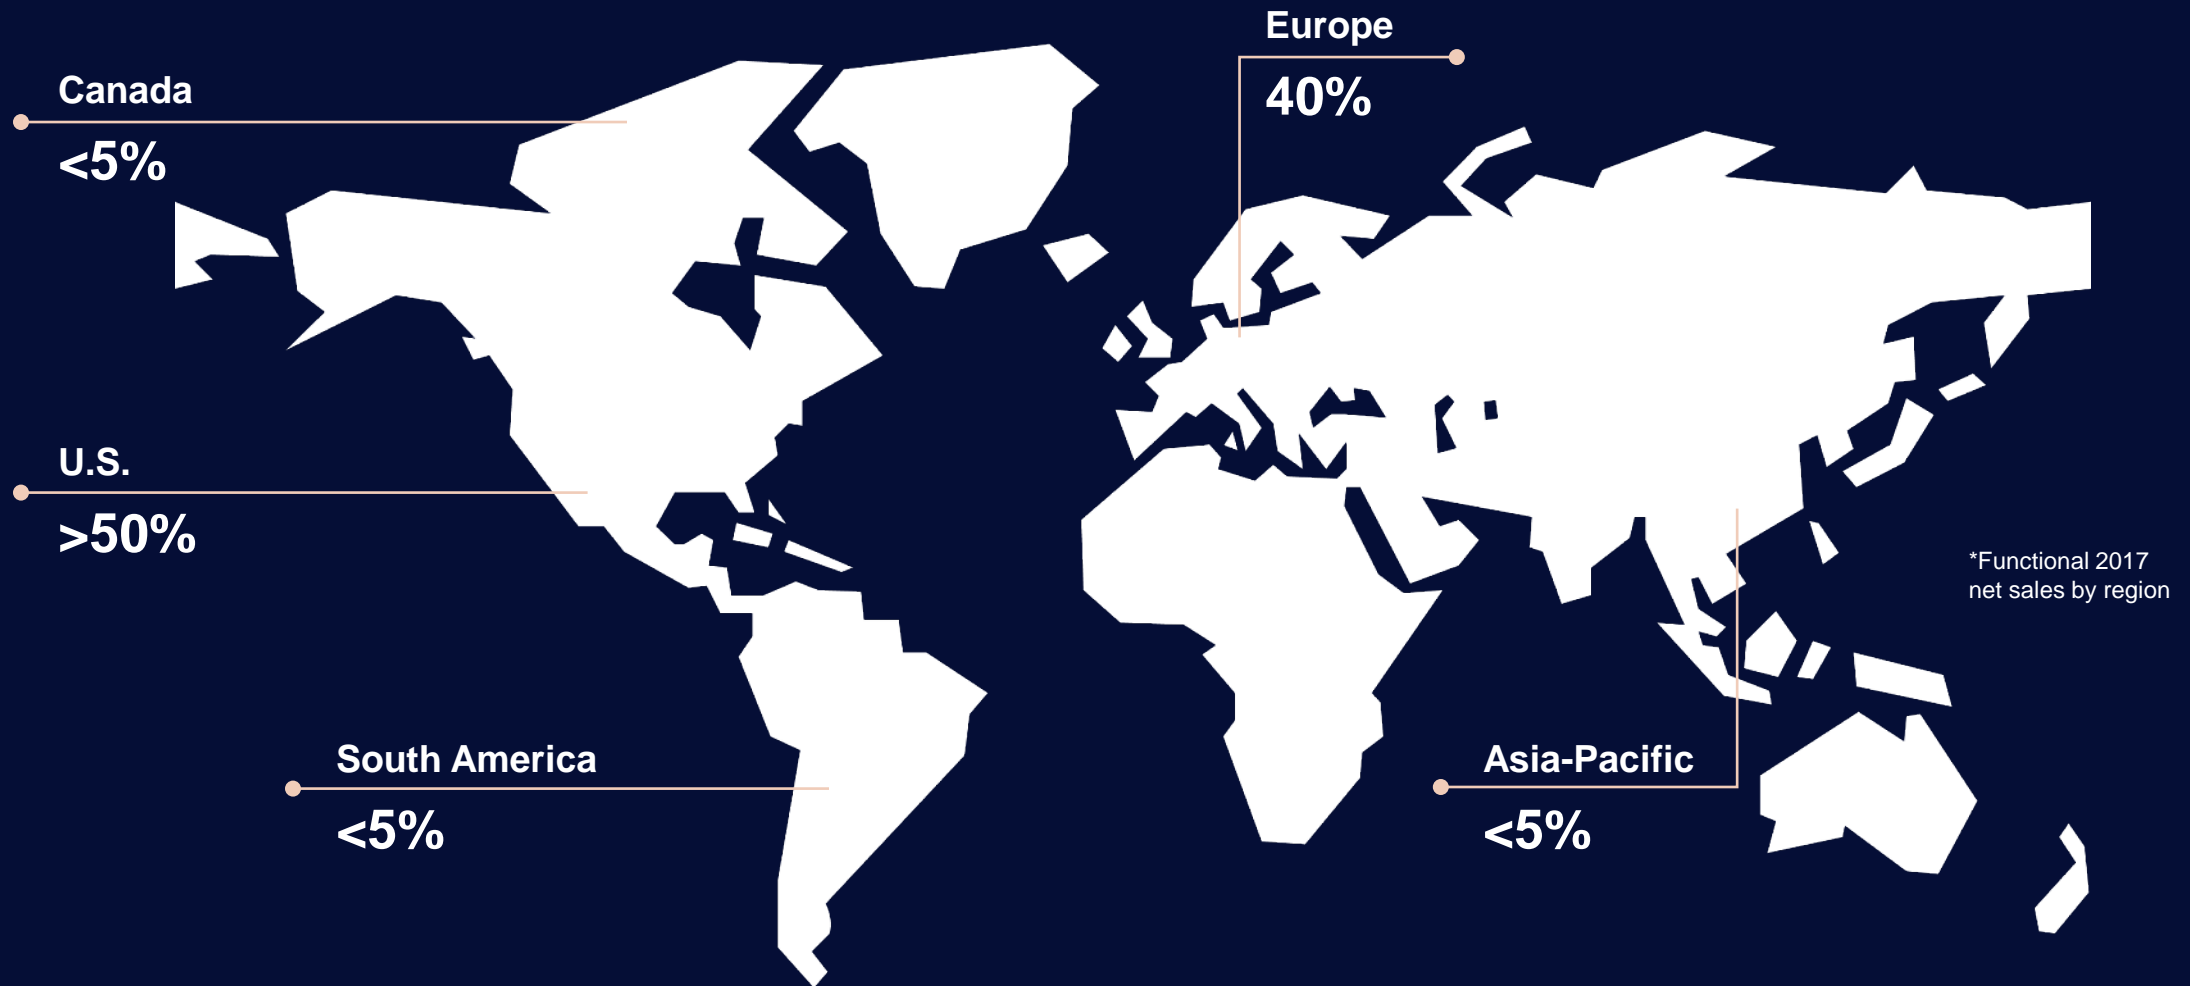 Europe
40%
Canada
<5%
U.S.
>50%
*Functional 2017
net sales by region
South America
<5%
Asia-Pacific
<5%